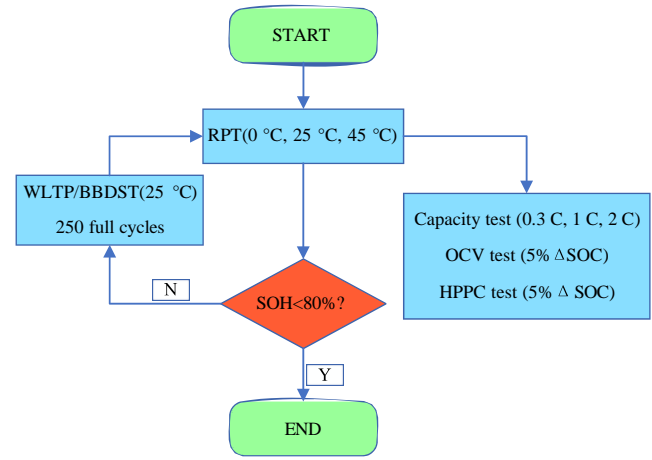 START
RPT(0 °C, 25 °C, 45 °C)
WLTP/BBDST(25 °C)
250 full cycles
Capacity test (0.3 C, 1 C, 2 C)
OCV test (5% ΔSOC)
HPPC test (5% Δ SOC)
N
SOH<80%?
Y
END